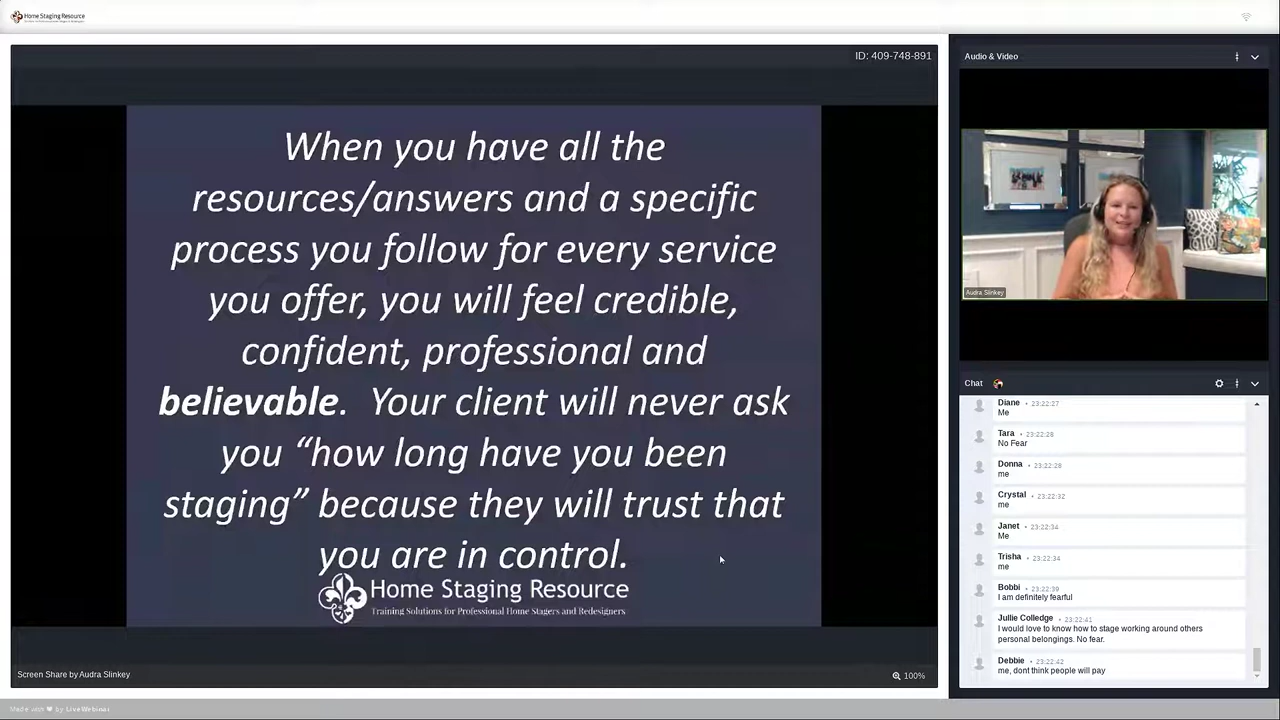 Home Staging Resource
ID: 409-748-891
When you have all the
resources/answers and a specific
process you follow for every service
you offer, you will feel credible,
confident, professional and
believable.  Your client will never ask
you “how long have you been
staging” because they will trust that
you are in control.
Home Staging Resource
Training Solutions for Professional Home Stagers and Redesigners
Screen Share by Audra Slinkey
100%
Audio & Video
Audra Slinkey
Chat
Diane • 23:22:27
Me
Tara • 23:22:28
No Fear
Donna • 23:22:28
me
Crystal • 23:22:32
me
Janet • 23:22:34
Me
Trisha • 23:22:34
me
Bobbi • 23:22:39
I am definitely fearful
Jullie Colledge • 23:22:41
I would love to know how to stage working around others
personal belongings. No fear.
Debbie • 23:22:42
me, dont think people will pay
Made with ♥ by LiveWebinar